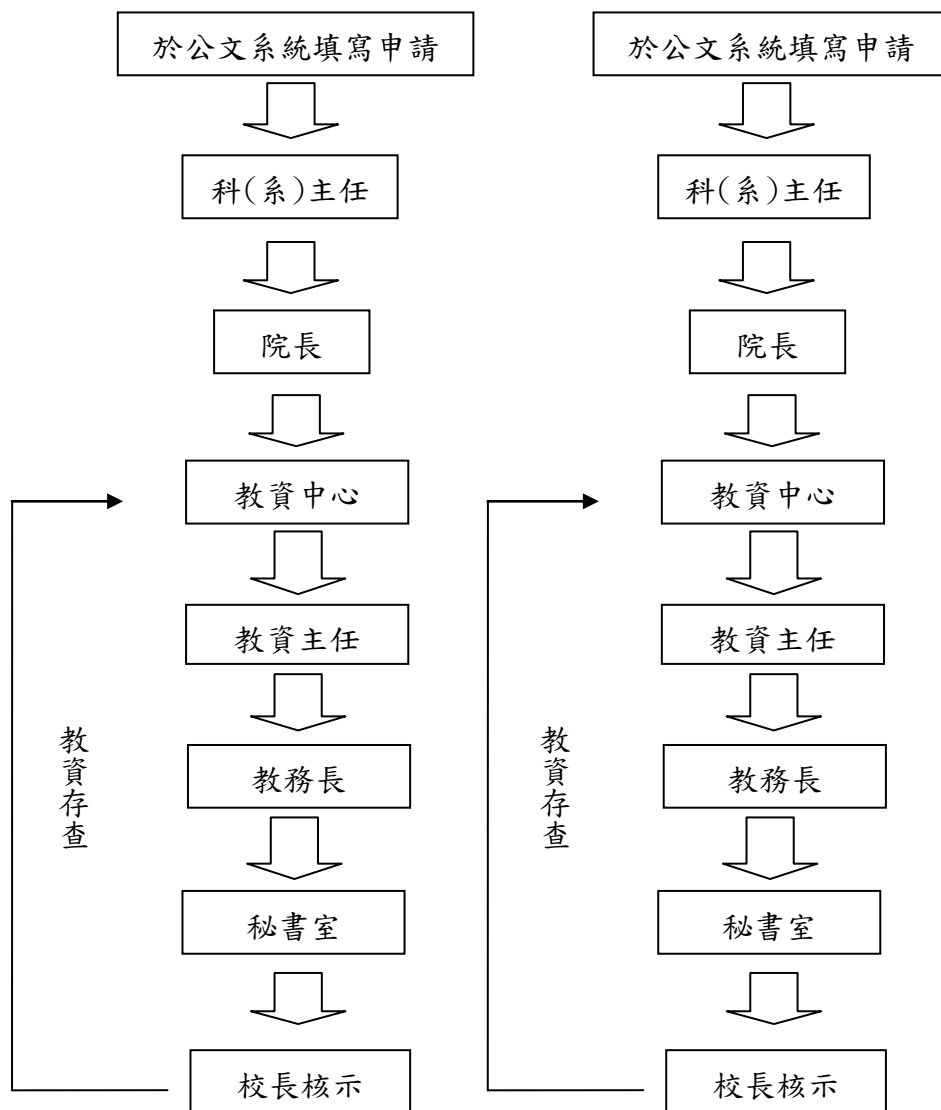 於公文系統填寫申請
科(系)主任
院長
教資中心
教資主任
教務長
秘書室
校長核示
教資存查
於公文系統填寫申請
科(系)主任
院長
教資中心
教資主任
教務長
秘書室
校長核示
教資存查